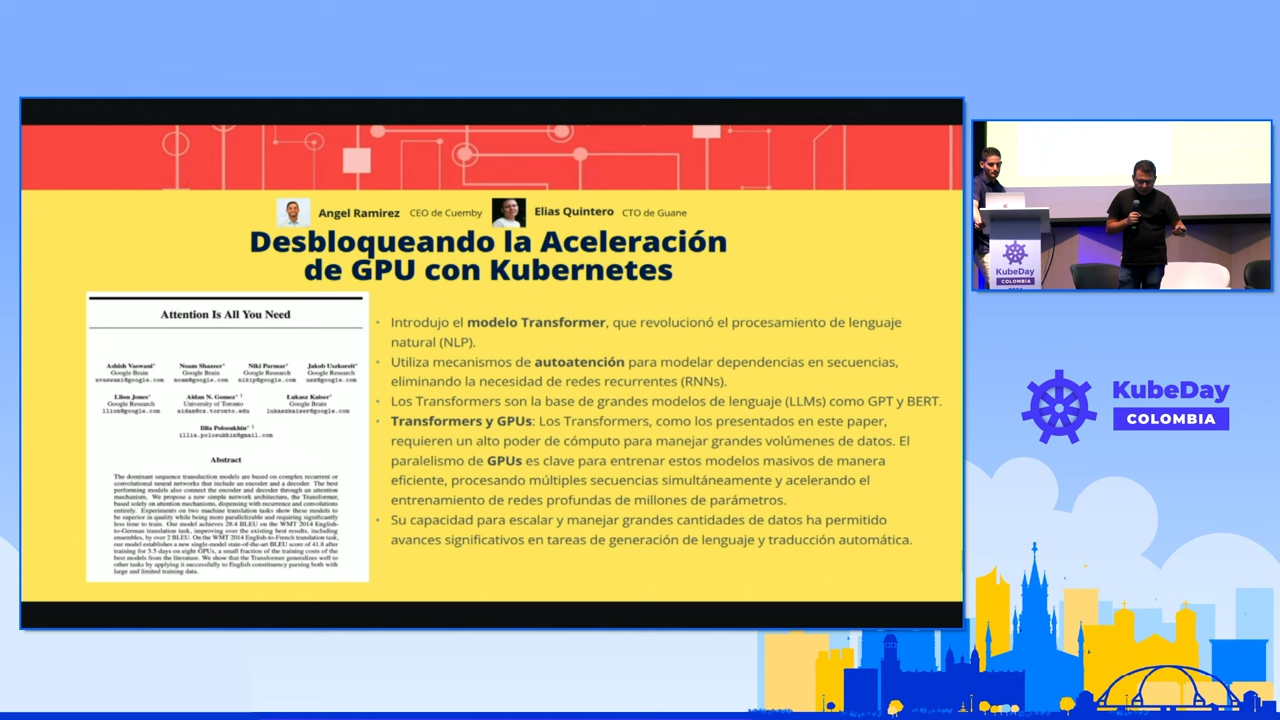 Angel Ramirez CEO de Cuemby Elias Quintero CTO de Guane
Desbloqueando la Aceleración
de GPU con Kubernetes
Attention Is All You Need
Ashish Vaswani* Noam Shazeer* Niki Parmar* Jakob Uszkoreit*
Google Brain Google Brain Google Research Google Research
avaswani@google.com noam@google.com nikip@google.com usz@google.com
Llion Jones* Aidan N. Gomez* † Łukasz Kaiser*
Google Research University of Toronto Google Brain
llion@google.com aidan@cs.toronto.edu lukaszkaiser@google.com
Illia Polosukhin* ‡
illia.polosukhin@gmail.com
Abstract
The dominant sequence transduction models are based on complex recurrent or
convolutional neural networks that include an encoder and a decoder. The best
performing models also connect the encoder and decoder through an attention
mechanism. We propose a new simple network architecture, the Transformer,
based solely on attention mechanisms, dispensing with recurrence and convolutions
entirely. Experiments on two machine translation tasks show these models to
be superior in quality while being more parallelizable and requiring significantly
less time to train. Our model achieves 28.4 BLEU on the WMT 2014 English-
to-German translation task, improving over the existing best results, including
ensembles, by over 2 BLEU. On the WMT 2014 English-to-French translation task,
our model establishes a new single-model state-of-the-art BLEU score of 41.8 after
training for 3.5 days on eight GPUs, a small fraction of the training costs of the
best models from the literature. We show that the Transformer generalizes well to
other tasks by applying it successfully to English constituency parsing both with
large and limited training data.
• Introdujo el modelo Transformer, que revolucionó el procesamiento de lenguaje
natural (NLP).
• Utiliza mecanismos de autoatención para modelar dependencias en secuencias,
eliminando la necesidad de redes recurrentes (RNNs).
• Los Transformers son la base de grandes modelos de lenguaje (LLMs) como GPT y BERT.
• Transformers y GPUs: Los Transformers, como los presentados en este paper,
requieren un alto poder de cómputo para manejar grandes volúmenes de datos. El
paralelismo de GPUs es clave para entrenar estos modelos masivos de manera
eficiente, procesando múltiples secuencias simultáneamente y acelerando el
entrenamiento de redes profundas de millones de parámetros.
• Su capacidad para escalar y manejar grandes cantidades de datos ha permitido
avances significativos en tareas de generación de lenguaje y traducción automática.
KubeDay
COLOMBIA
KubeDay
COLOMBIA